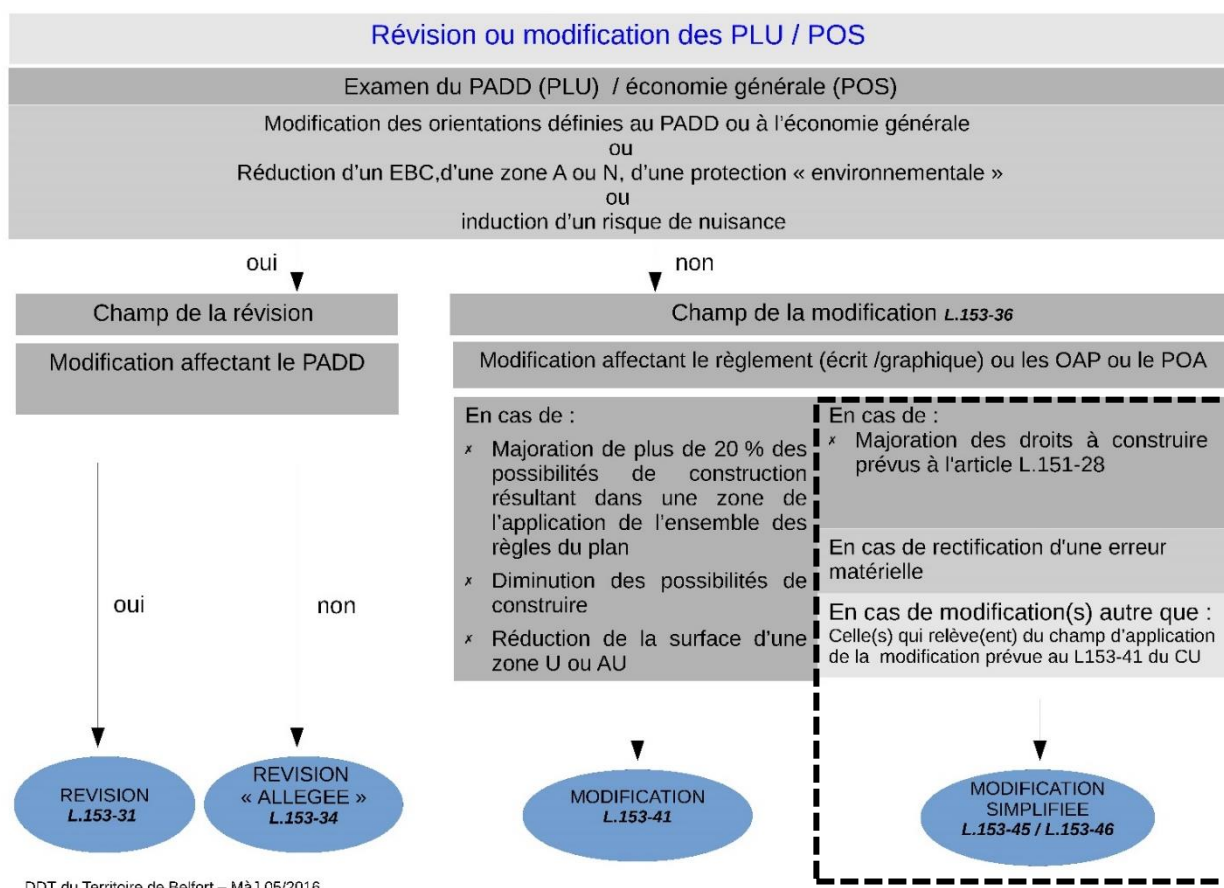 Révision ou modification des PLU / POS
Examen du PADD (PLU) / économie générale (POS)
Modification des orientations définies au PADD ou à l'économie générale
ou
Réduction d'un EBC,d'une zone A ou N, d'une protection « environnementale »
ou
induction d'un risque de nuisance
oui
non
Champ de la révision
Modification affectant le PADD
oui
non
REVISION
L.153-31
REVISION
« ALLEGEE »
L.153-34
Champ de la modification L.153-36
Modification affectant le règlement (écrit /graphique) ou les OAP ou le POA
En cas de :
✗ Majoration de plus de 20 % des
possibilités de construction
résultant dans une zone de
l'application de l'ensemble des
règles du plan
✗ Diminution des possibilités de
construire
✗ Réduction de la surface d'une
zone U ou AU
MODIFICATION
L.153-41
En cas de :
✗ Majoration des droits à construire
prévus à l'article L.151-28
En cas de rectification d'une erreur
matérielle
En cas de modification(s) autre que :
Celle(s) qui relève(ent) du champ d'application
de la modification prévue au L153-41 du CU
MODIFICATION
SIMPLIFIEE
L.153-45 / L.153-46
DDT du Territoire de Belfort – MàJ 05/2016